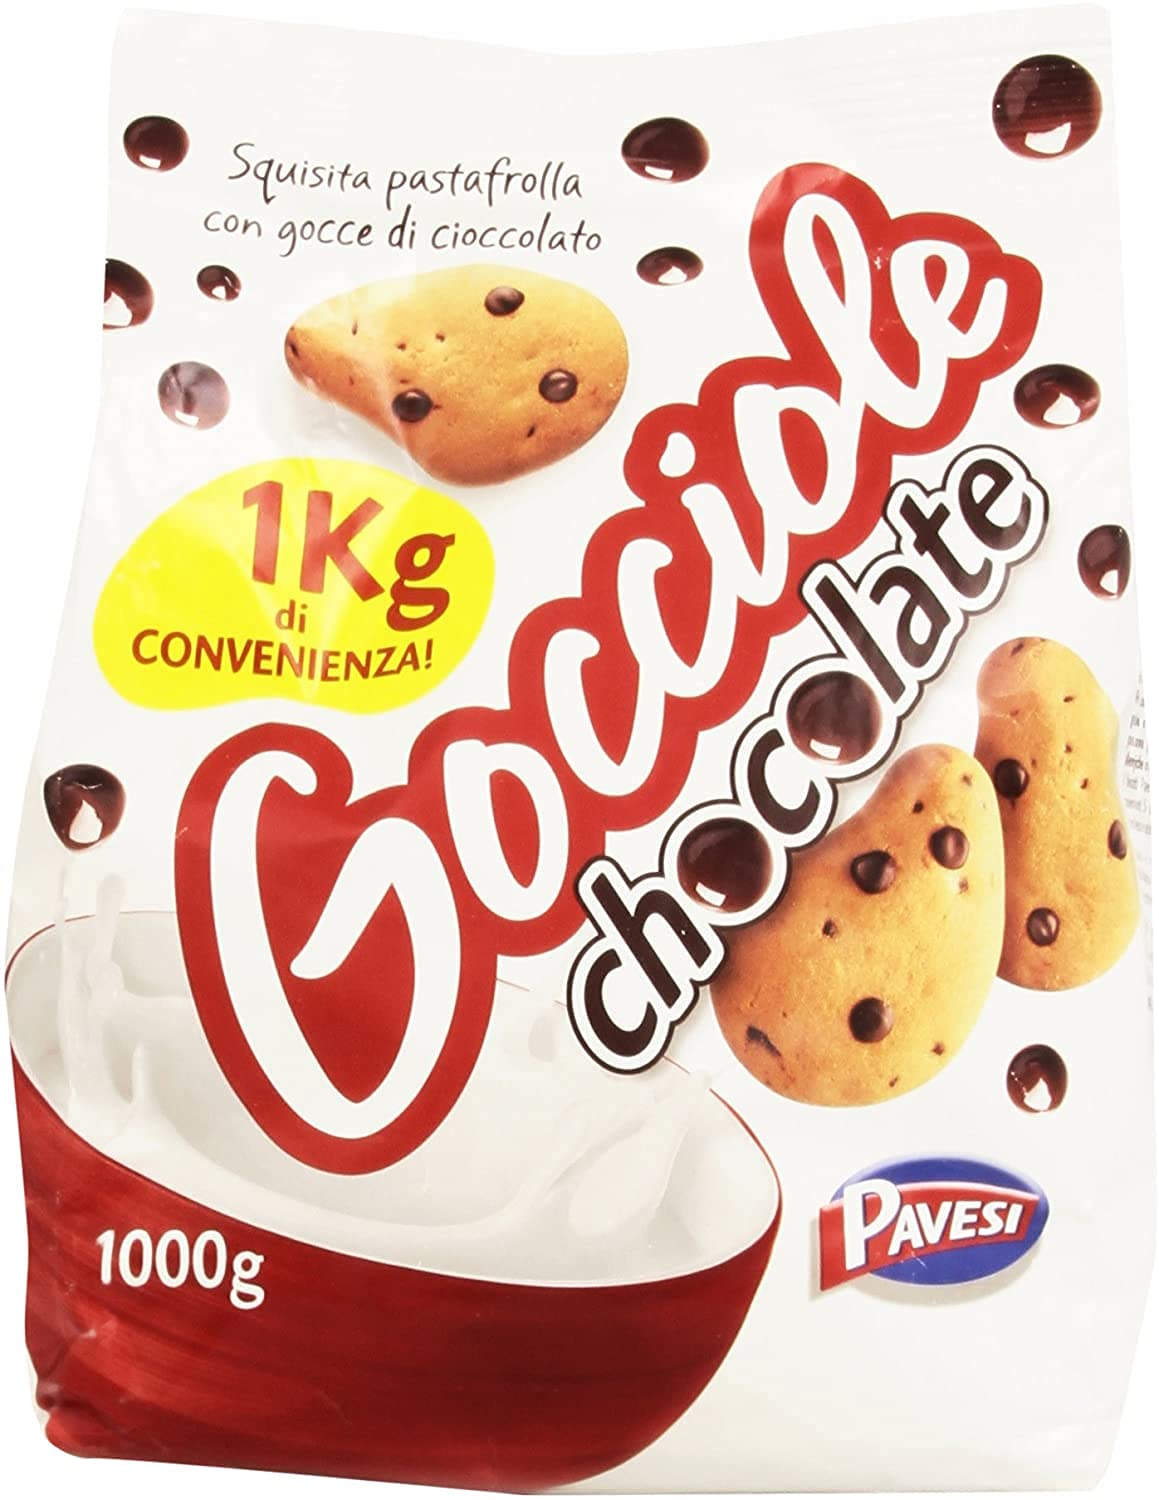 Squisita pastafrolla
con gocce di cioccolato
1Kg
di
CONVENIENZA!
Gocciole
chocolate
PAVESI
1000g